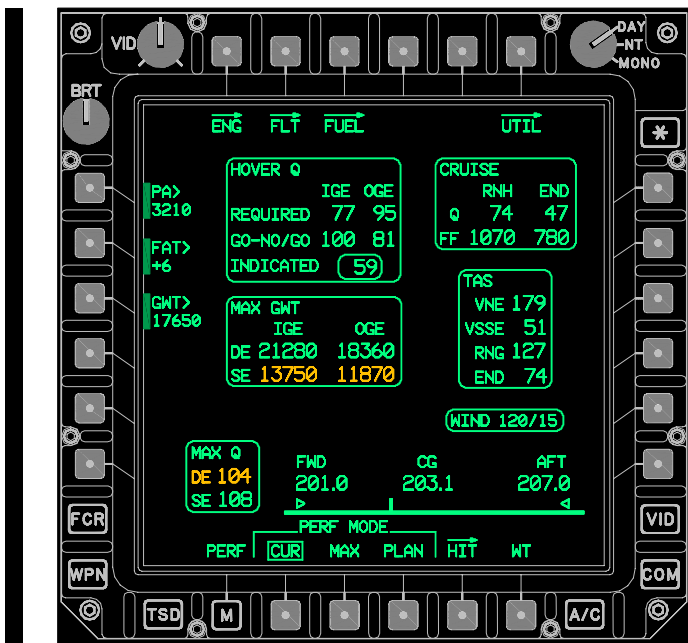 VID
DAY
NT
MONO
BRT
ENG FLT FUEL UTIL
*
PA>
3210
FAT>
+6
GWT>
17650
HOVER Q
IGE OGE
REQUIRED 77 95
GO-NO/GO 100 81
INDICATED 59
CRUISE
RNG END
Q 74 47
FF 1070 780
MAX GWT
IGE OGE
DE 21280 18360
SE 13750 11870
TAS
VNE 179
VSSE 51
RNG 127
END 74
WIND 120/15
MAX Q
DE 104
SE 108
FWD CG AFT
201.0 203.1 207.0
PERF MODE
PERF CUR MAX PLAN HIT WT
FCR
WPN
VID
COM
TSD M A/C